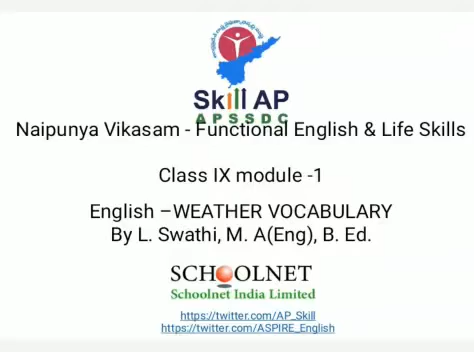 Skill AP
APSSDC
Naipunya Vikasam - Functional English & Life Skills
Class IX module -1
English –WEATHER VOCABULARY
By L. Swathi, M. A(Eng), B. Ed.
SCHOOLNET
Schoolnet India Limited
https://twitter.com/AP_Skill
https://twitter.com/ASPIRE_English